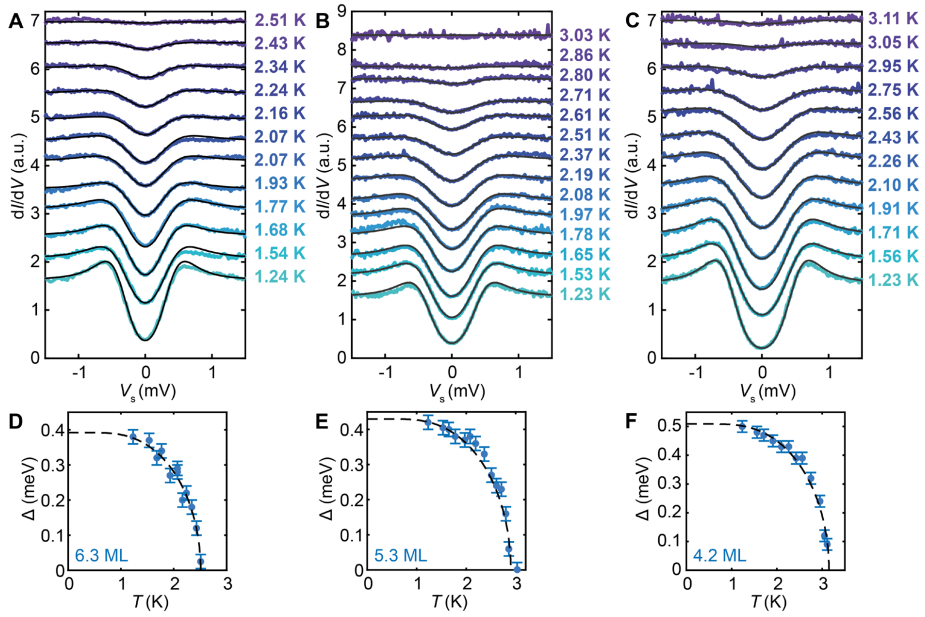 A
dI/dV (a.u.)
7
6
5
4
3
2
1
0
-1
0
1
Vs (mV)
2.51 K
2.43 K
2.34 K
2.24 K
2.16 K
2.07 K
2.07 K
1.93 K
1.77 K
1.68 K
1.54 K
1.24 K
B
dI/dV (a.u.)
9
8
7
6
5
4
3
2
1
0
-1
0
1
Vs (mV)
3.03 K
2.86 K
2.80 K
2.71 K
2.61 K
2.51 K
2.37 K
2.19 K
2.08 K
1.97 K
1.78 K
1.65 K
1.53 K
1.23 K
C
dI/dV (a.u.)
7
6
5
4
3
2
1
0
-1
0
1
Vs (mV)
3.11 K
3.05 K
2.95 K
2.75 K
2.56 K
2.43 K
2.26 K
2.10 K
1.91 K
1.71 K
1.56 K
1.23 K
D
Δ (meV)
0.4
0.3
0.2
0.1
0
6.3 ML
0
1
2
3
T (K)
E
Δ (meV)
0.4
0.3
0.2
0.1
0
5.3 ML
0
1
2
3
T (K)
F
Δ (meV)
0.5
0.4
0.3
0.2
0.1
0
4.2 ML
0
1
2
3
T (K)